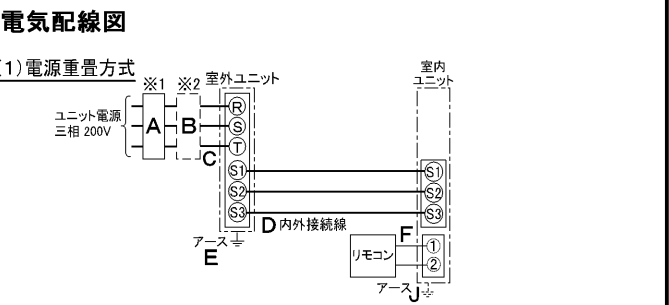 電気配線図
(1)電源重畳方式
※1 ※2 室外ユニット
室内
ユニット
ユニット電源
三相 200V
A
B
C
R
S
T
S1
S2
S3
S1
S2
S3
D 内外接続線
アース
E
リモコン
F
1
2
アース J